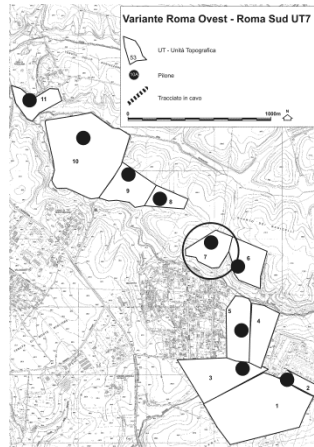 Variante Roma Ovest - Roma Sud UT7
53
UT - Unità Topografica
Pilone
Tracciato in cavo
0
1000m
N
11
10
9
8
7
6
5
4
3
2
1